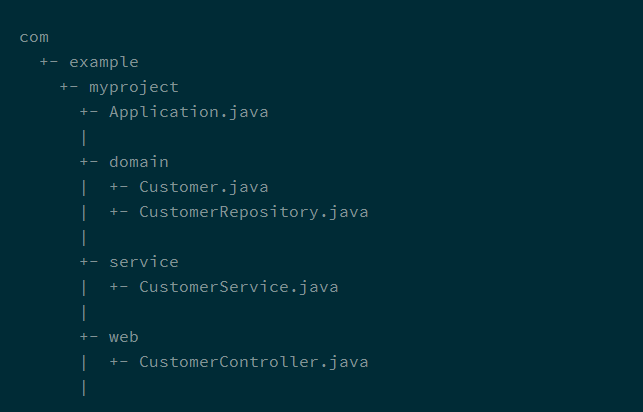 com
  +- example
    +- myproject
      +- Application.java
      |
      +- domain
      |  +- Customer.java
      |  +- CustomerRepository.java
      |
      +- service
      |  +- CustomerService.java
      |
      +- web
      |  +- CustomerController.java
      |